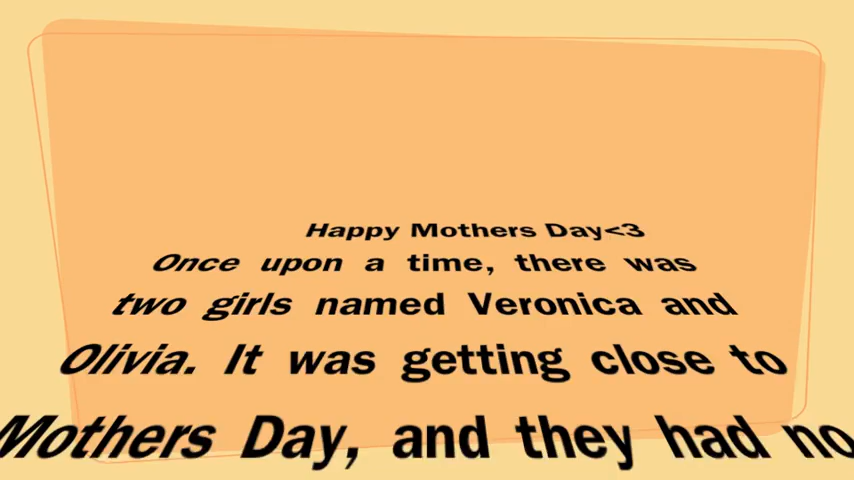 Happy Mothers Day<3
Once upon a time, there was
two girls named Veronica and
Olivia. It was getting close to
Mothers Day, and they had no